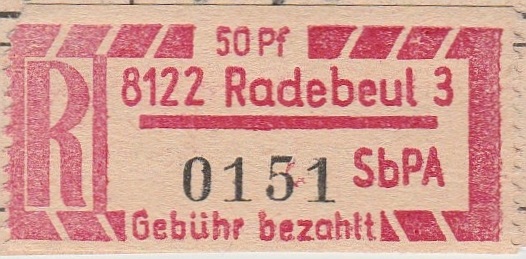 50 Pf
R 8122 Radebeul 3
0151 SbPA
Gebühr bezahlt